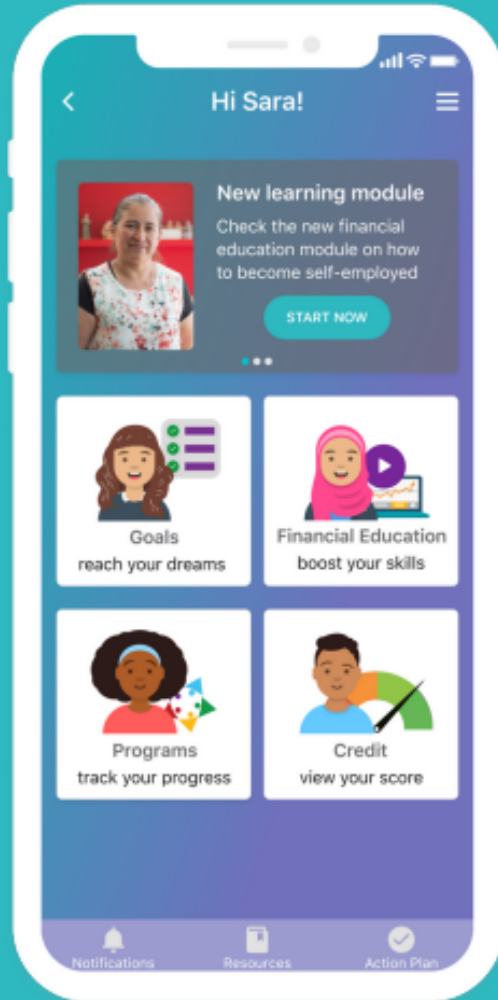 Hi Sara!
New learning module
Check the new financial
education module on how
to become self-employed
START NOW
Goals
reach your dreams
Financial Education
boost your skills
Programs
track your progress
Credit
view your score
Notifications
Resources
Action Plan